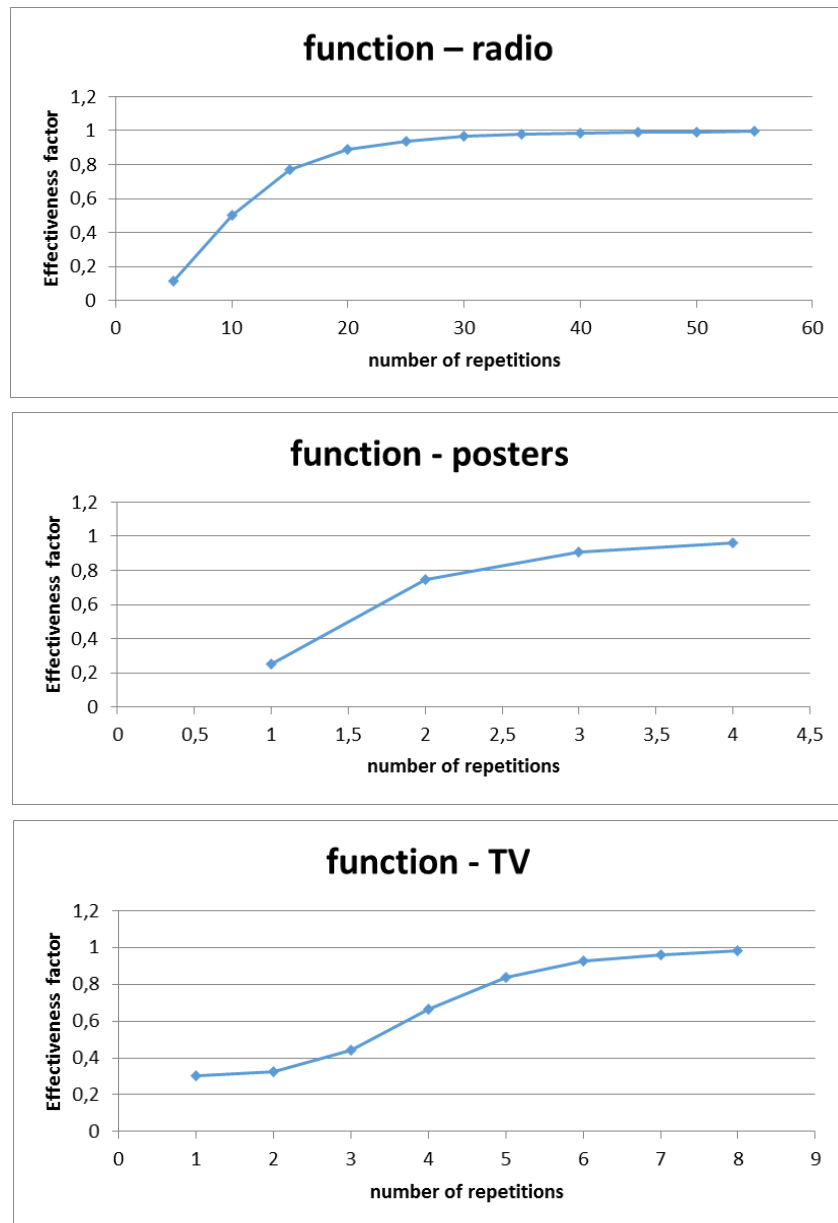 function – radio
1,2
1
0,8
0,6
0,4
0,2
0
Effectiveness factor
0 10 20 30 40 50 60
number of repetitions
function - posters
1,2
1
0,8
0,6
0,4
0,2
0
Effectiveness factor
0 0,5 1 1,5 2 2,5 3 3,5 4 4,5
number of repetitions
function - TV
1,2
1
0,8
0,6
0,4
0,2
0
Effectiveness factor
0 1 2 3 4 5 6 7 8 9
number of repetitions